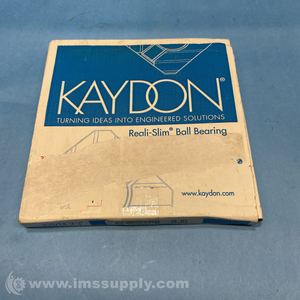 KAYDON®
TURNING IDEAS INTO ENGINEERED SOLUTIONS
Reali-Slim® Ball Bearing
www.kaydon.com
© www.imssupply.com